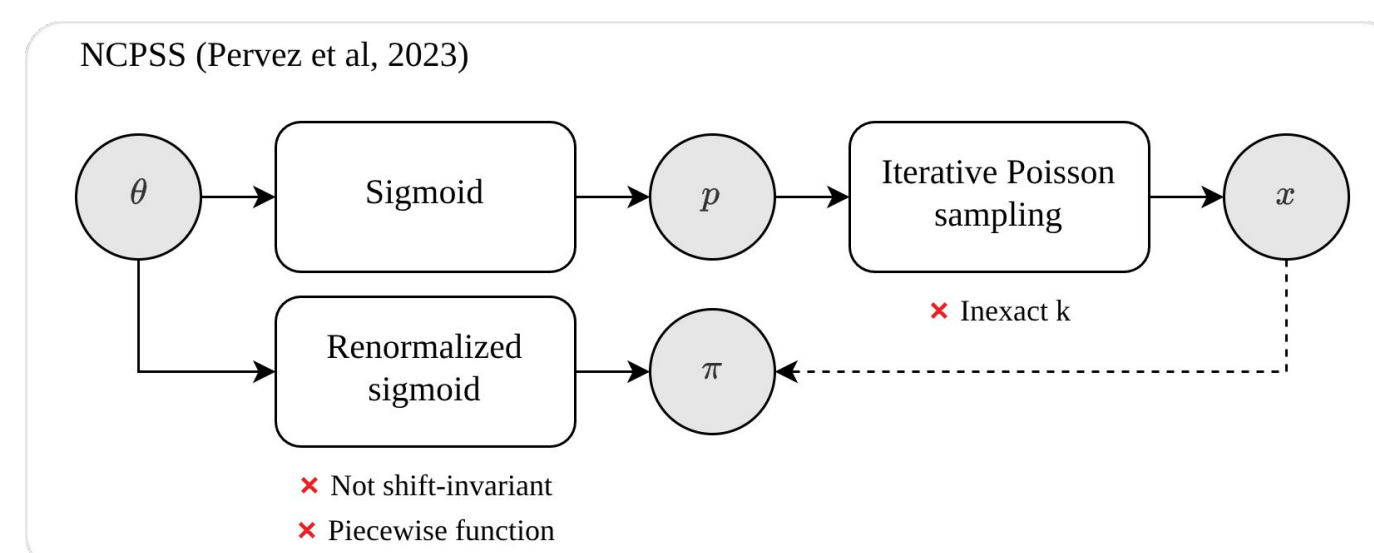 NCPSS (Pervez et al, 2023)
θ
Sigmoid
p
Iterative Poisson
sampling
x
Renormalized
sigmoid
π
❌ Inexact k
❌ Not shift-invariant
❌ Piecewise function